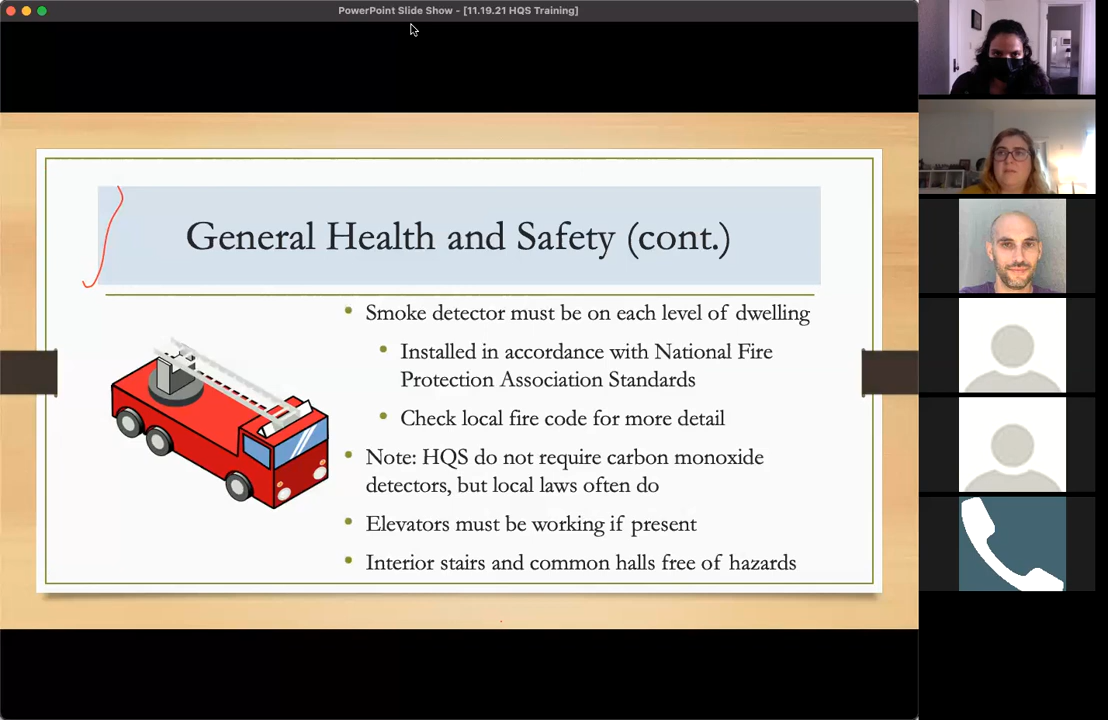 PowerPoint Slide Show - [11.19.21 HQS Training]
General Health and Safety (cont.)
• Smoke detector must be on each level of dwelling
• Installed in accordance with National Fire
Protection Association Standards
• Check local fire code for more detail
• Note: HQS do not require carbon monoxide
detectors, but local laws often do
• Elevators must be working if present
• Interior stairs and common halls free of hazards